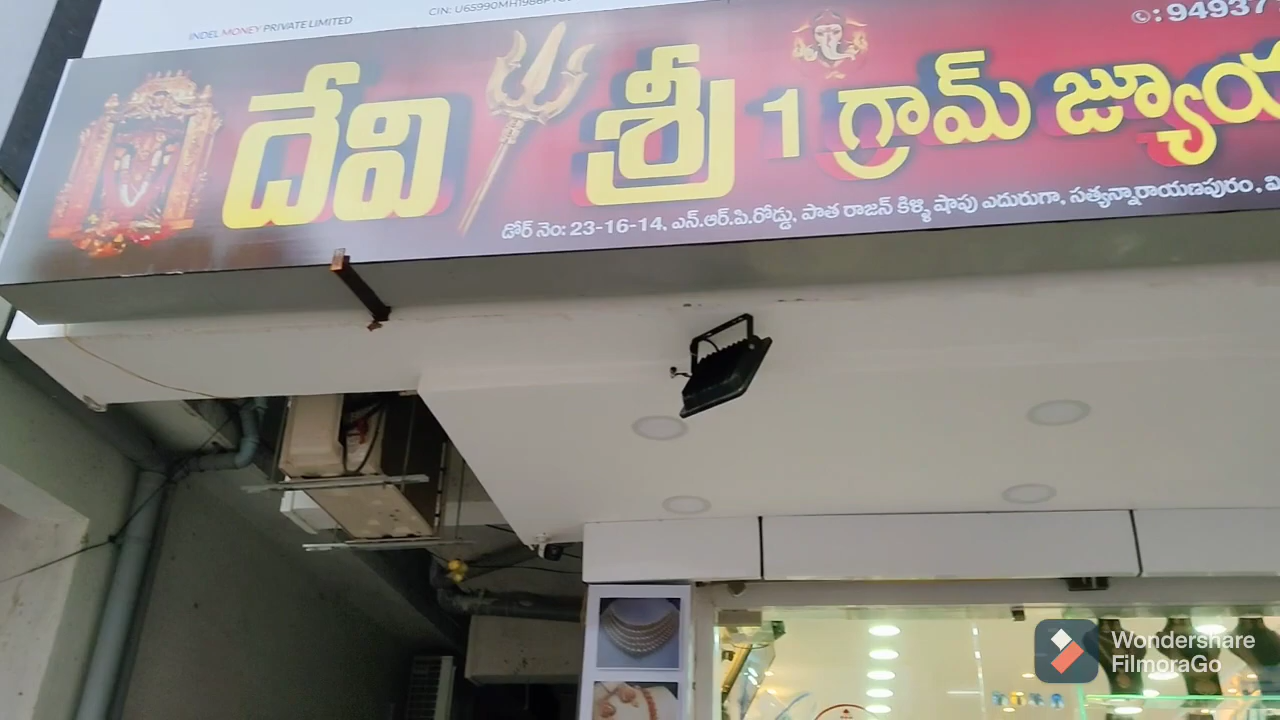 INDEL MONEY PRIVATE LIMITED
CIN: U65990MH1986P
✆: 94937
దేవి శ్రీ 1 గ్రామ్ జ్యూయ
డోర్ నెం: 23-16-14, ఎన్.ఆర్.పి.రోడ్డు, పాత రాజన్ కిళ్ళి షాపు ఎదురుగా, సత్యన్నారాయణపురం, వి
Wondershare
FilmoraGo